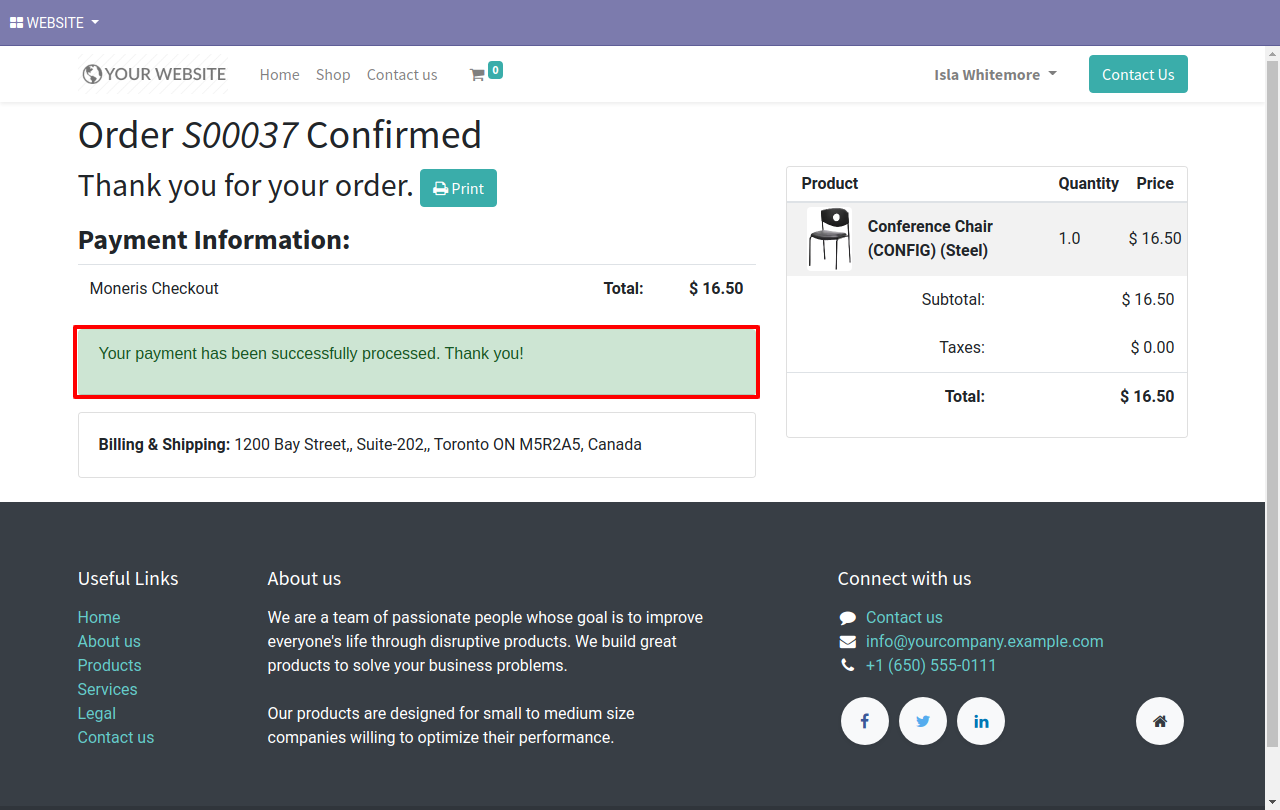 WEBSITE
YOUR WEBSITE Home Shop Contact us 0 Isla Whitemore Contact Us
Order S00037 Confirmed
Thank you for your order. Print
Payment Information:
Moneris Checkout Total: $ 16.50
Your payment has been successfully processed. Thank you!
Billing & Shipping: 1200 Bay Street,, Suite-202,, Toronto ON M5R2A5, Canada
Product Quantity Price
Conference Chair
(CONFIG) (Steel) 1.0 $ 16.50
Subtotal: $ 16.50
Taxes: $ 0.00
Total: $ 16.50
Useful Links
Home
About us
Products
Services
Legal
Contact us
About us
We are a team of passionate people whose goal is to improve
everyone's life through disruptive products. We build great
products to solve your business problems.
Our products are designed for small to medium size
companies willing to optimize their performance.
Connect with us
Contact us
info@yourcompany.example.com
+1 (650) 555-0111